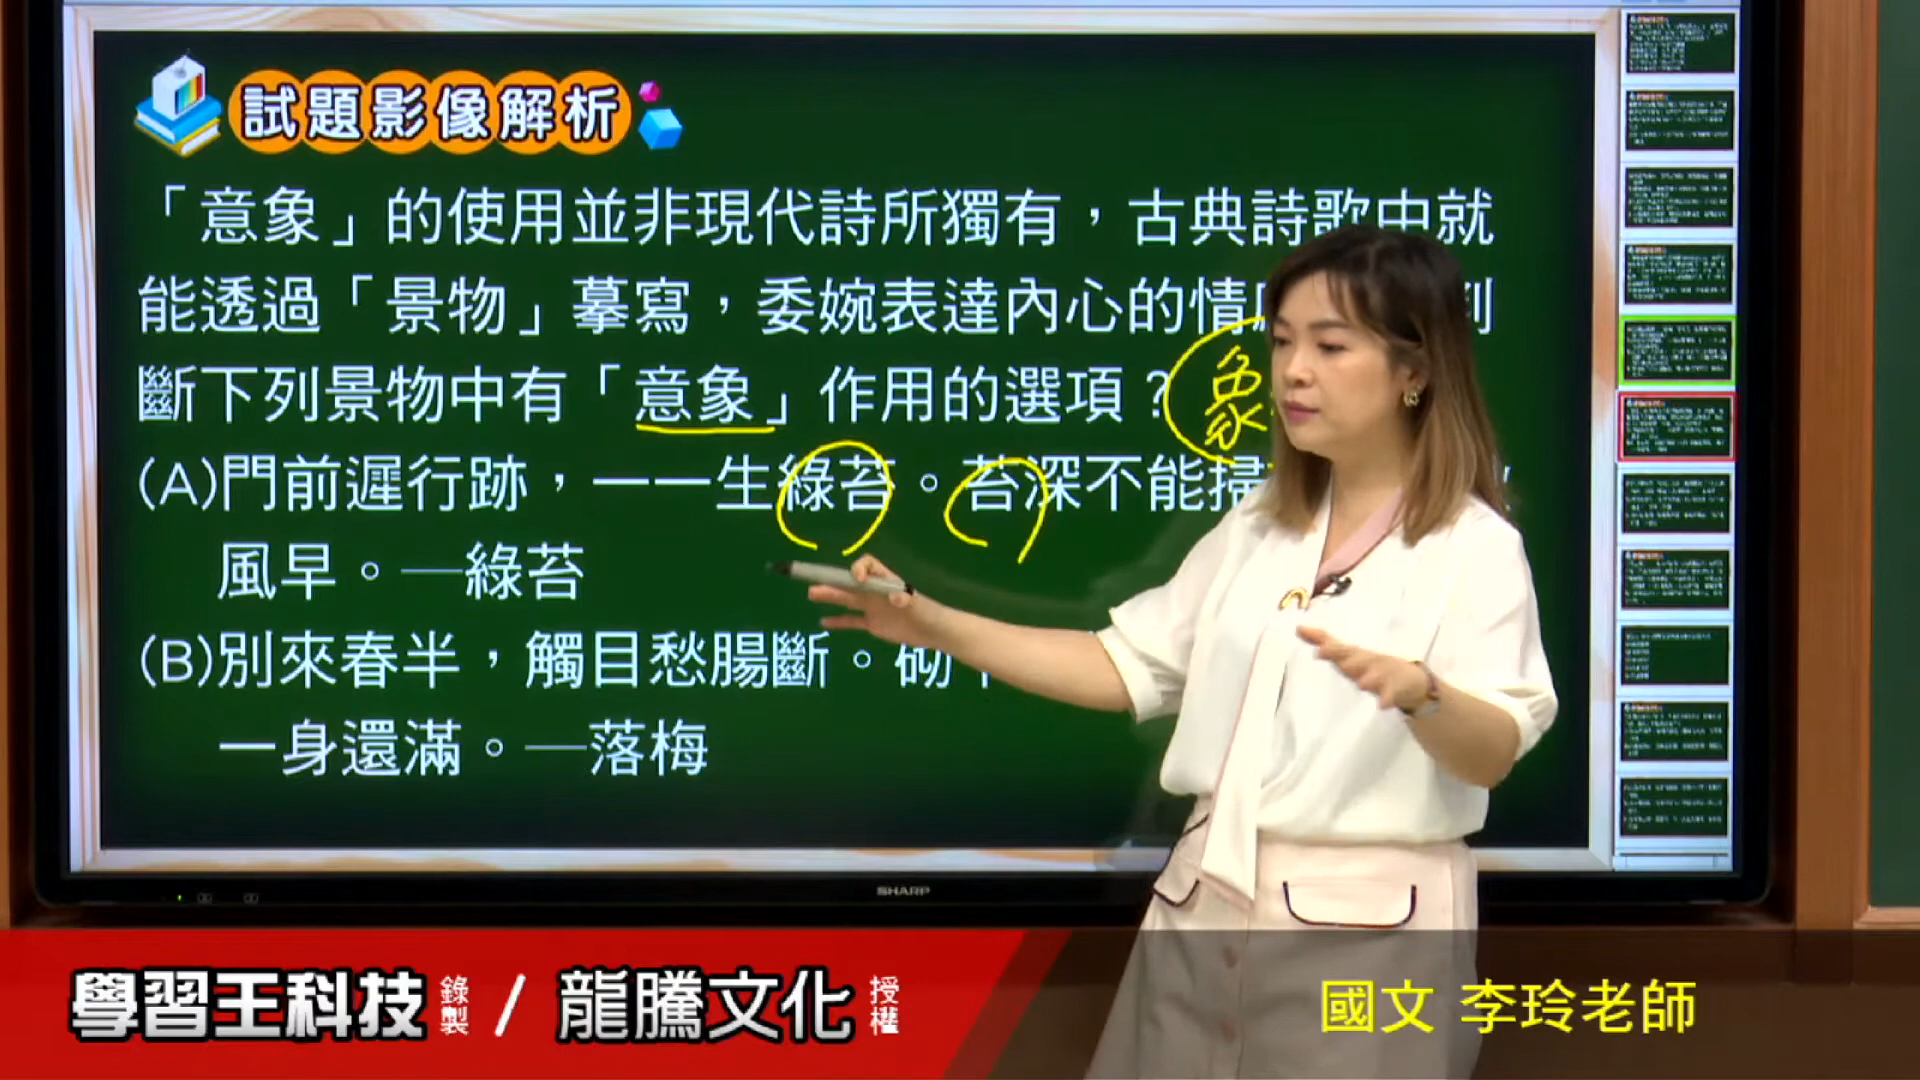 試題影像解析
「意象」的使用並非現代詩所獨有，古典詩歌中就
能透過「景物」摹寫，委婉表達內心的情
斷下列景物中有「意象」作用的選項？
象
(A)門前遲行跡，一一生綠苔。苔深不能掃
風早。—綠苔
(B)別來春半，觸目愁腸斷。砌
一身還滿。—落梅
SHARP
學習王科技 錄製 / 龍騰文化 授權
國文 李玲老師